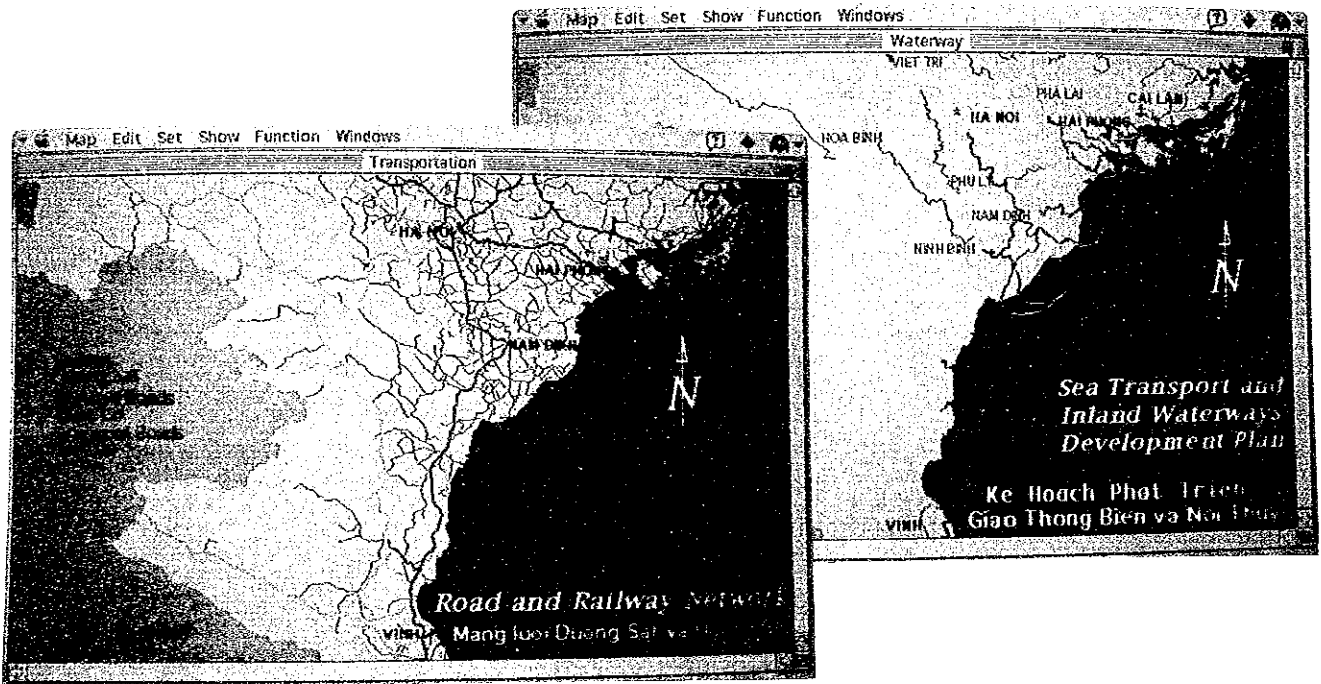 Map Edit Set Show Function Windows
Waterway
VIET TRI
PHA LAI
CAI LAN
HA NOI
HAI PHONG
HOA BINH
PHU LY
NAM DINH
NINH BINH
N
Sea Transport and
Inland Waterways
Development Plan
Ke Hoach Phat Trien
Giao Thong Bien va Noi Thuy
VINH
Map Edit Set Show Function Windows
Transportation
HA NOI
HAI PHONG
NAM DINH
N
Roads
Roads
Road and Railway Network
Mang luoi Duong Sat va
VINH